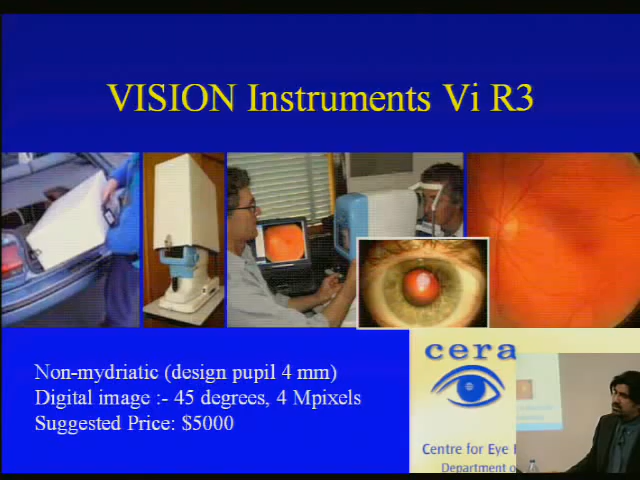 VISION Instruments Vi R3
Non-mydriatic (design pupil 4 mm)
Digital image :- 45 degrees, 4 Mpixels
Suggested Price: $5000
cera
Centre for Eye
Department